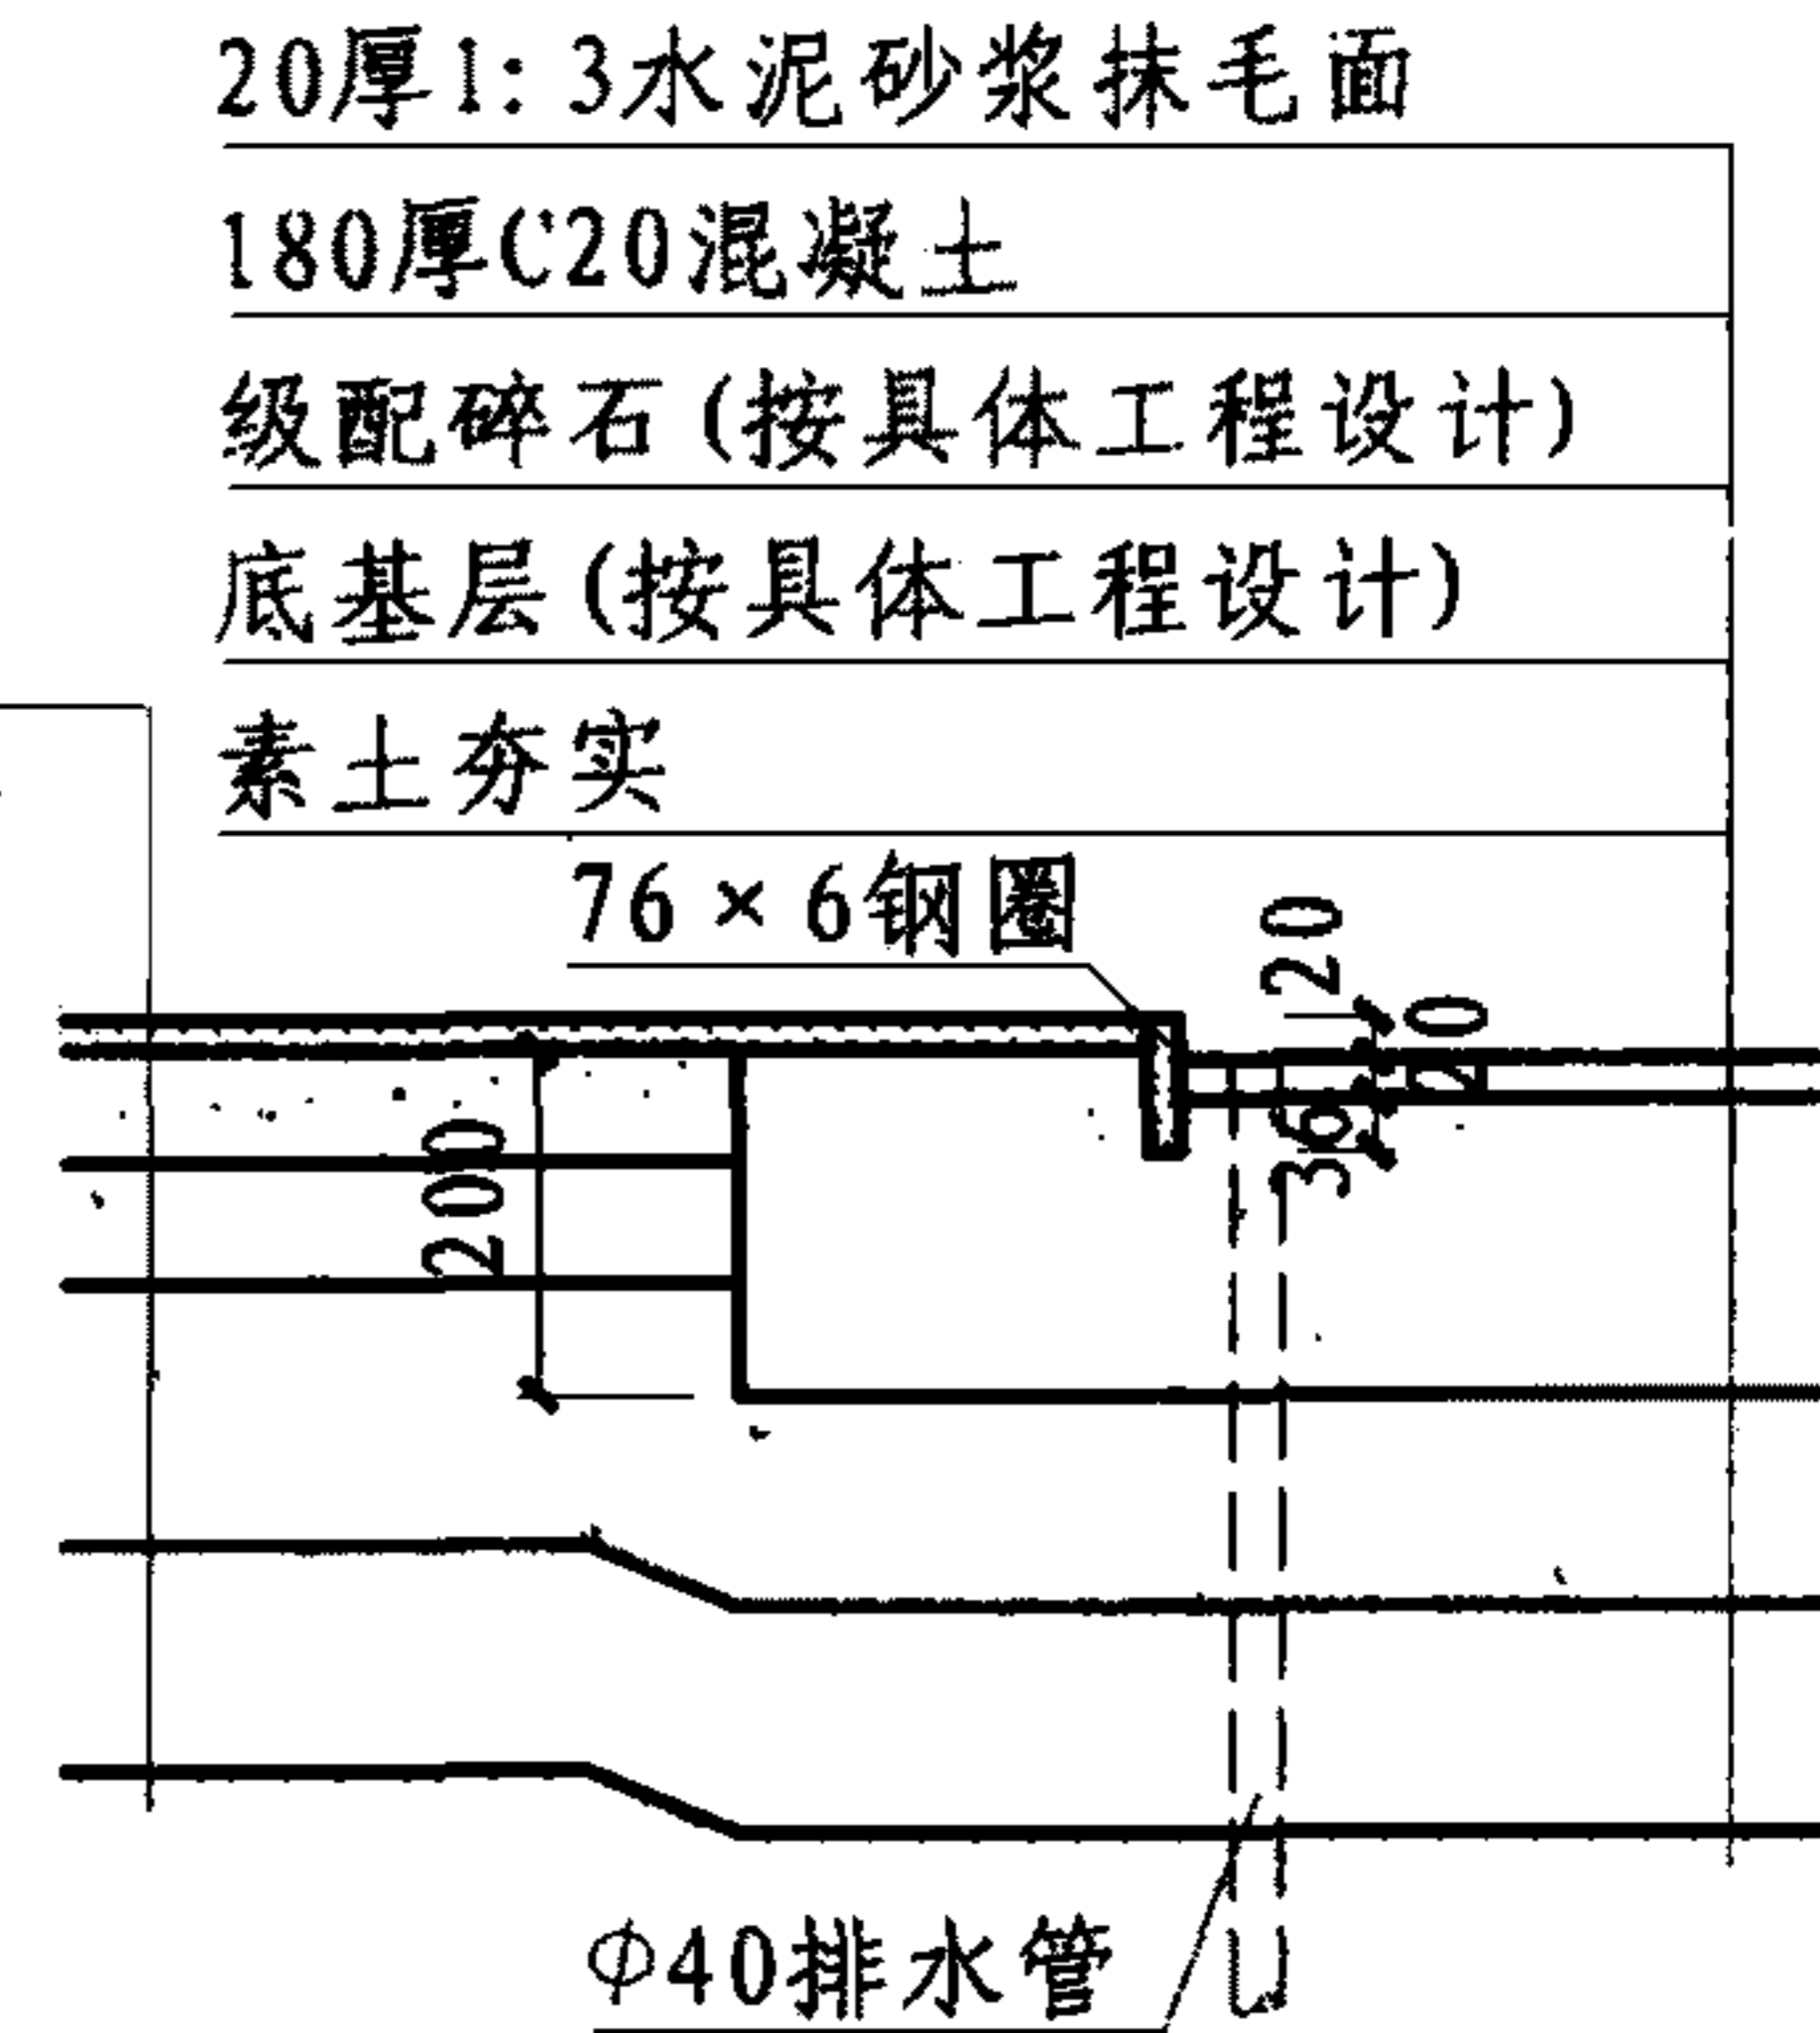 20厚1:3水泥砂浆抹毛面
180厚C20混凝土
级配碎石(按具体工程设计)
底基层(按具体工程设计)
素土夯实
76×6钢圈
20
20
36
200
Φ40排水管